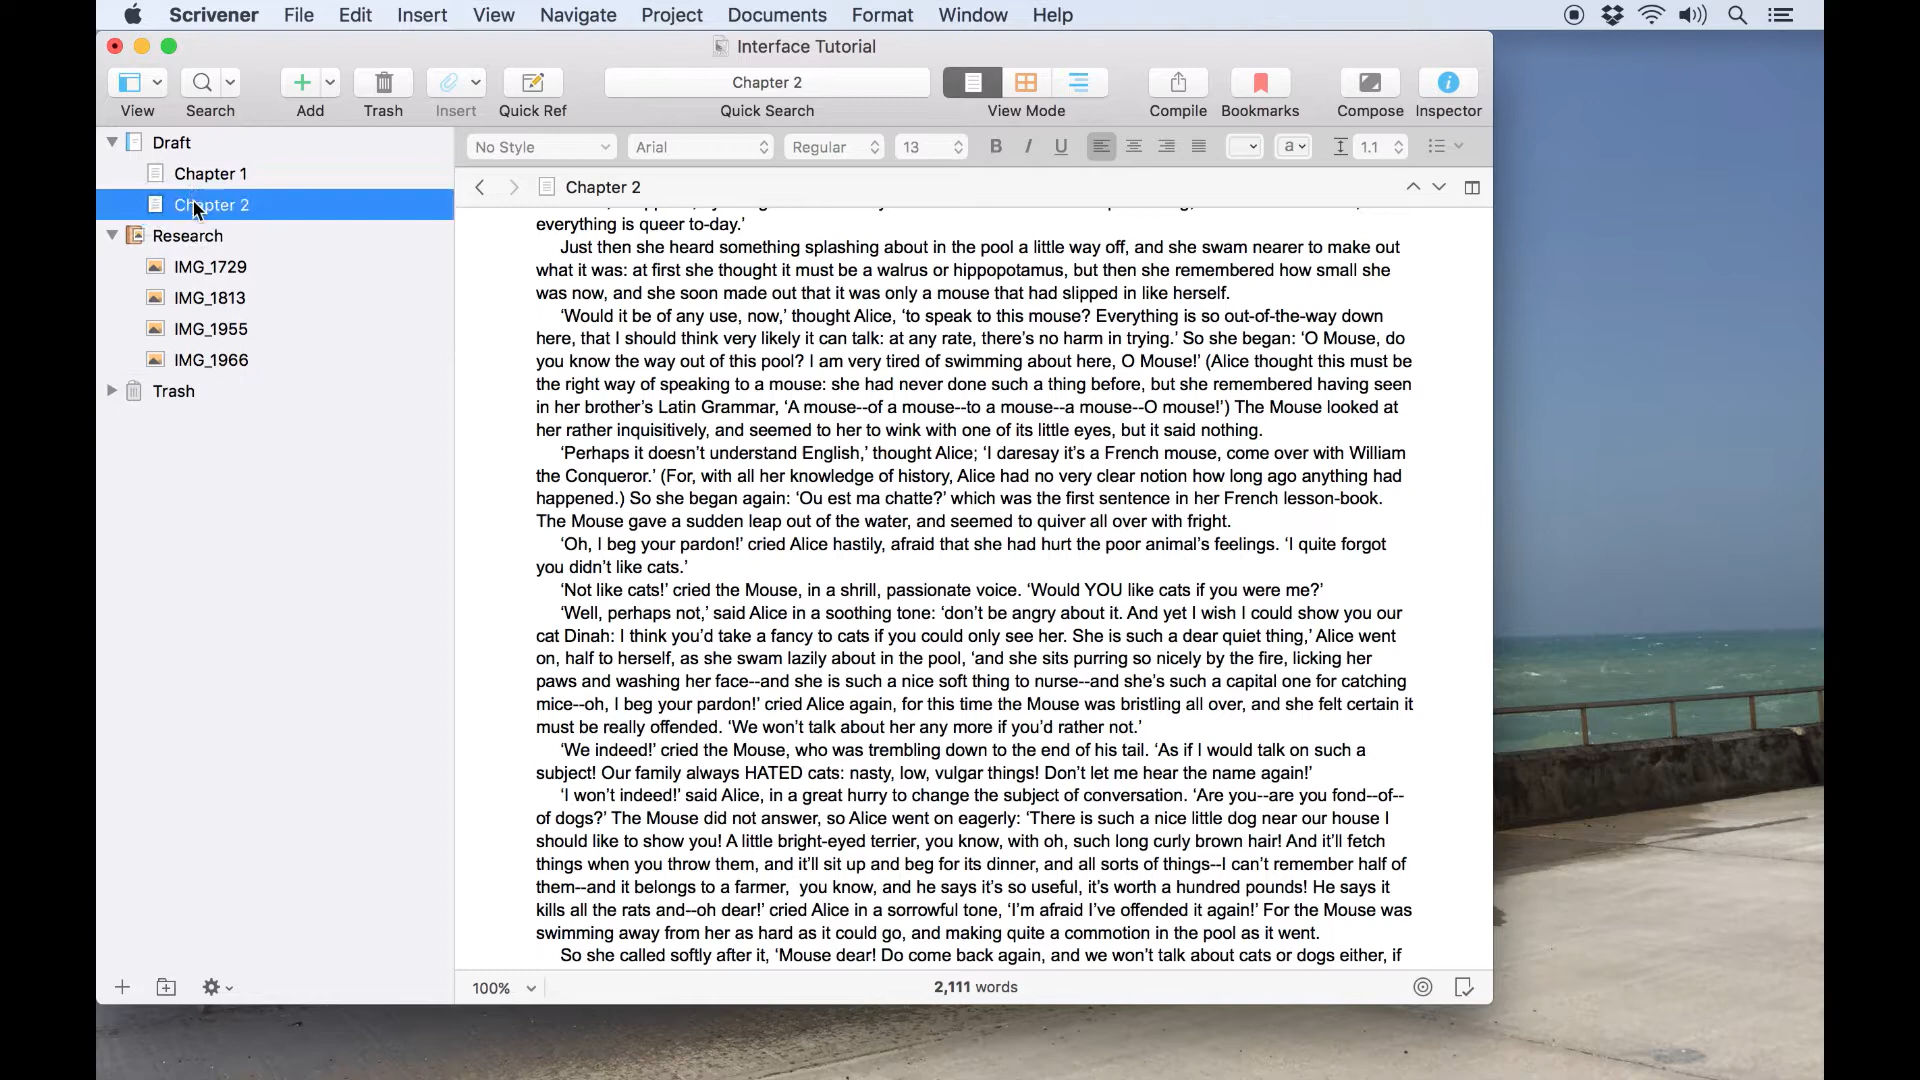 Scrivener File Edit Insert View Navigate Project Documents Format Window Help
Interface Tutorial
Chapter 2
View Search Add Trash Insert Quick Ref Quick Search View Mode Compile Bookmarks Compose Inspector
Draft
Chapter 1
Chapter 2
Research
IMG_1729
IMG_1813
IMG_1955
IMG_1966
Trash
No Style Arial Regular 13 B I U a 1.1
Chapter 2
everything is queer to-day.’
Just then she heard something splashing about in the pool a little way off, and she swam nearer to make out
what it was: at first she thought it must be a walrus or hippopotamus, but then she remembered how small she
was now, and she soon made out that it was only a mouse that had slipped in like herself.
‘Would it be of any use, now,’ thought Alice, ‘to speak to this mouse? Everything is so out-of-the-way down
here, that I should think very likely it can talk: at any rate, there’s no harm in trying.’ So she began: ‘O Mouse, do
you know the way out of this pool? I am very tired of swimming about here, O Mouse!’ (Alice thought this must be
the right way of speaking to a mouse: she had never done such a thing before, but she remembered having seen
in her brother’s Latin Grammar, ‘A mouse--of a mouse--to a mouse--a mouse--O mouse!’) The Mouse looked at
her rather inquisitively, and seemed to her to wink with one of its little eyes, but it said nothing.
‘Perhaps it doesn’t understand English,’ thought Alice; ‘I daresay it’s a French mouse, come over with William
the Conqueror.’ (For, with all her knowledge of history, Alice had no very clear notion how long ago anything had
happened.) So she began again: ‘Ou est ma chatte?’ which was the first sentence in her French lesson-book.
The Mouse gave a sudden leap out of the water, and seemed to quiver all over with fright.
‘Oh, I beg your pardon!’ cried Alice hastily, afraid that she had hurt the poor animal’s feelings. ‘I quite forgot
you didn’t like cats.’
‘Not like cats!’ cried the Mouse, in a shrill, passionate voice. ‘Would YOU like cats if you were me?’
‘Well, perhaps not,’ said Alice in a soothing tone: ‘don’t be angry about it. And yet I wish I could show you our
cat Dinah: I think you’d take a fancy to cats if you could only see her. She is such a dear quiet thing,’ Alice went
on, half to herself, as she swam lazily about in the pool, ‘and she sits purring so nicely by the fire, licking her
paws and washing her face--and she is such a nice soft thing to nurse--and she’s such a capital one for catching
mice--oh, I beg your pardon!’ cried Alice again, for this time the Mouse was bristling all over, and she felt certain it
must be really offended. ‘We won’t talk about her any more if you’d rather not.’
‘We indeed!’ cried the Mouse, who was trembling down to the end of his tail. ‘As if I would talk on such a
subject! Our family always HATED cats: nasty, low, vulgar things! Don’t let me hear the name again!’
‘I won’t indeed!’ said Alice, in a great hurry to change the subject of conversation. ‘Are you--are you fond--of--
of dogs?’ The Mouse did not answer, so Alice went on eagerly: ‘There is such a nice little dog near our house I
should like to show you! A little bright-eyed terrier, you know, with oh, such long curly brown hair! And it’ll fetch
things when you throw them, and it’ll sit up and beg for its dinner, and all sorts of things--I can’t remember half of
them--and it belongs to a farmer,  you know, and he says it’s so useful, it’s worth a hundred pounds! He says it
kills all the rats and--oh dear!’ cried Alice in a sorrowful tone, ‘I’m afraid I’ve offended it again!’ For the Mouse was
swimming away from her as hard as it could go, and making quite a commotion in the pool as it went.
So she called softly after it, ‘Mouse dear! Do come back again, and we won’t talk about cats or dogs either, if
100% 2,111 words